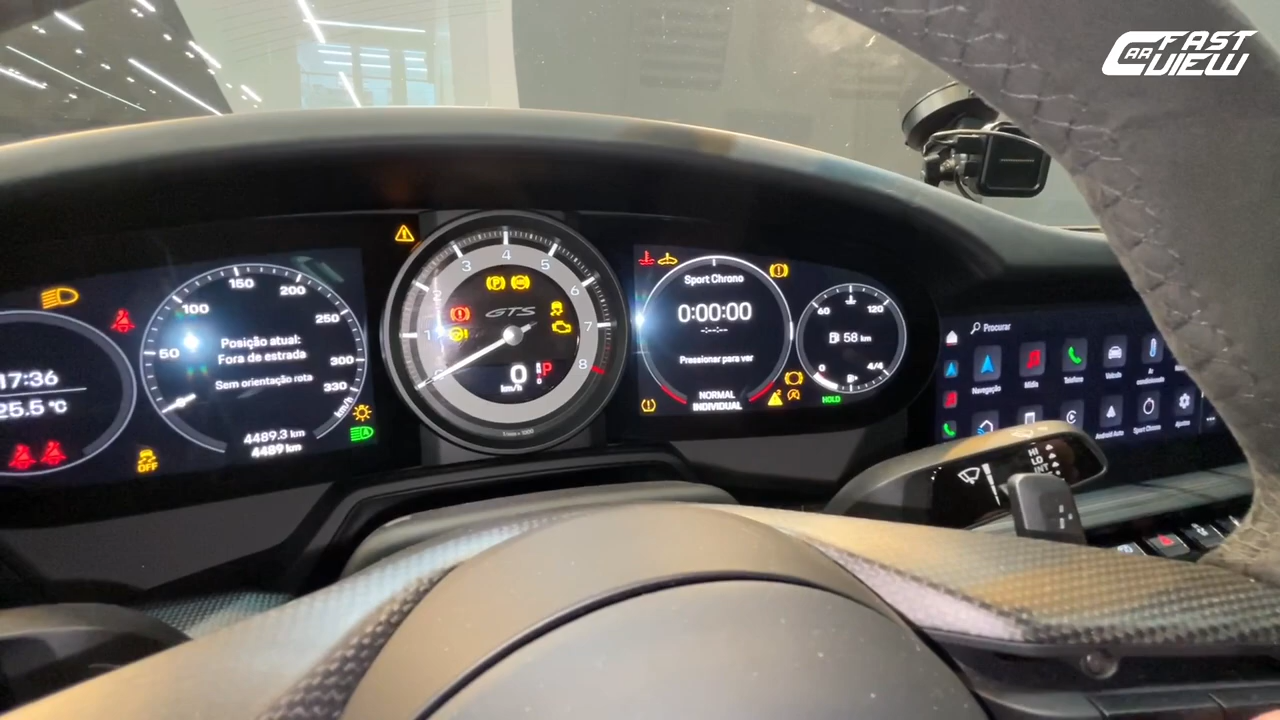 FAST
CAR
VIEW
17:36
25.5 °C
OFF
50
100
150
200
250
300
330
km/h
Posição atual:
Fora de estrada
Sem orientação rota
4489.3 km
4489 km
1
3
4
5
6
7
8
GTS
0
km/h
P
Sport Chrono
0:00:00
-:--:--
Pressionar para ver
NORMAL
INDIVIDUAL
60
120
58 km
0
4/4
HOLD
Procurar
Navegação
Mídia
Telefone
Veículo
Ar
condicionado
Android Auto
Sport Chrono
Ajustes
HI
LO
INT